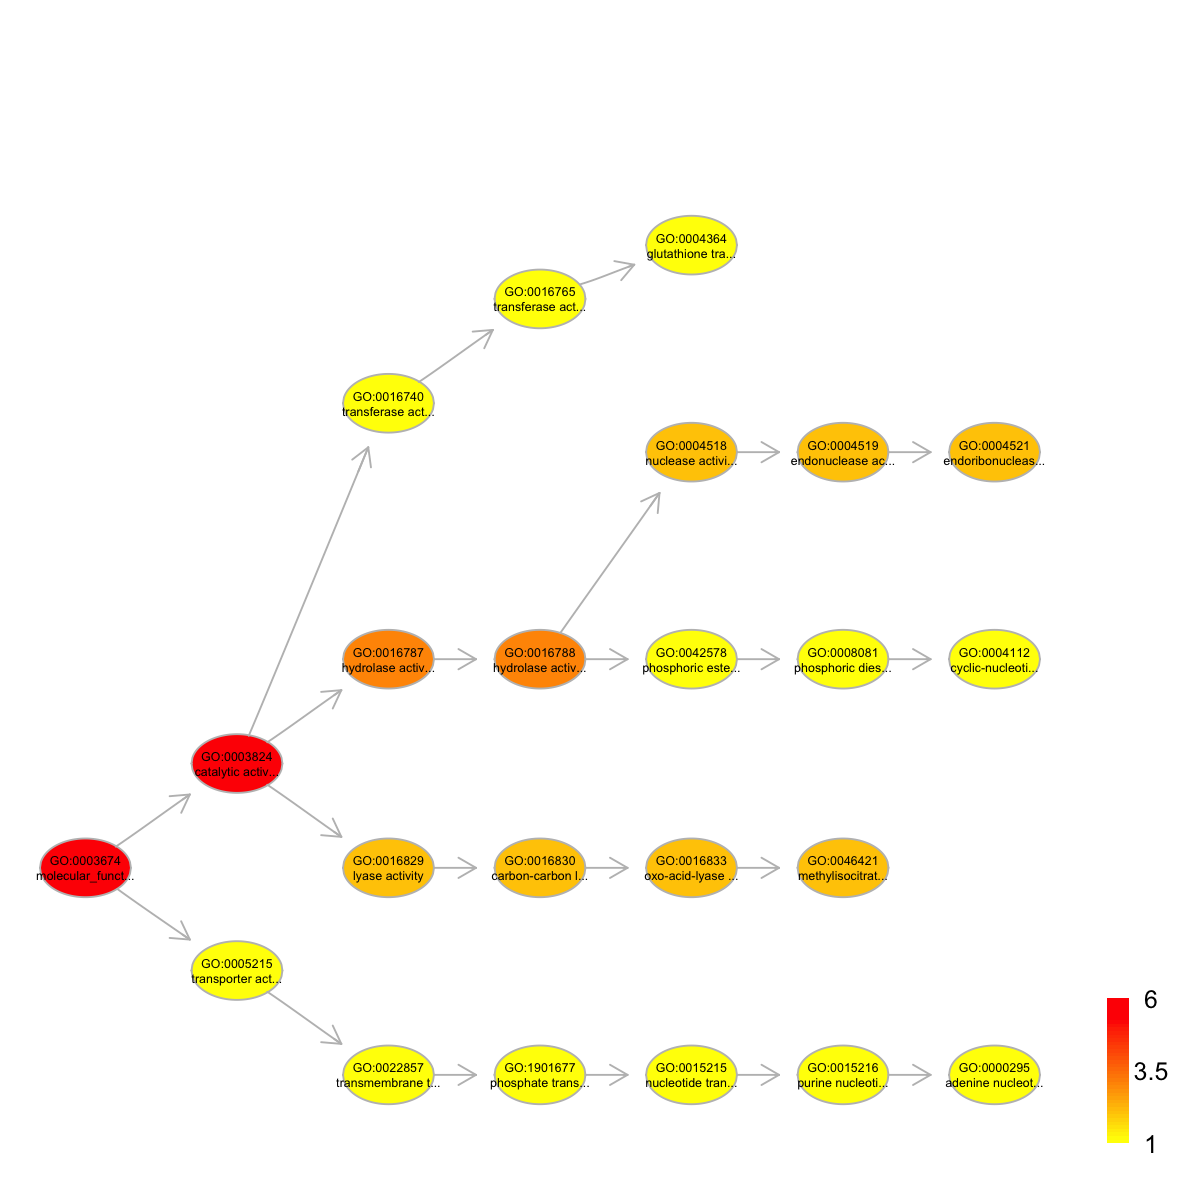 GO:0004364
glutathione tra...
GO:0016765
transferase act...
GO:0016740
transferase act...
GO:0004518
nuclease activi...
GO:0004519
endonuclease ac...
GO:0004521
endoribonucleas...
GO:0016787
hydrolase activ...
GO:0016788
hydrolase activ...
GO:0042578
phosphoric este...
GO:0008081
phosphoric dies...
GO:0004112
cyclic-nucleoti...
GO:0003824
catalytic activ...
GO:0003674
molecular_funct...
GO:0016829
lyase activity
GO:0016830
carbon-carbon l...
GO:0016833
oxo-acid-lyase ...
GO:0046421
methylisocitrat...
GO:0005215
transporter act...
GO:0022857
transmembrane t...
GO:1901677
phosphate trans...
GO:0015215
nucleotide tran...
GO:0015216
purine nucleoti...
GO:0000295
adenine nucleot...
6
3.5
1